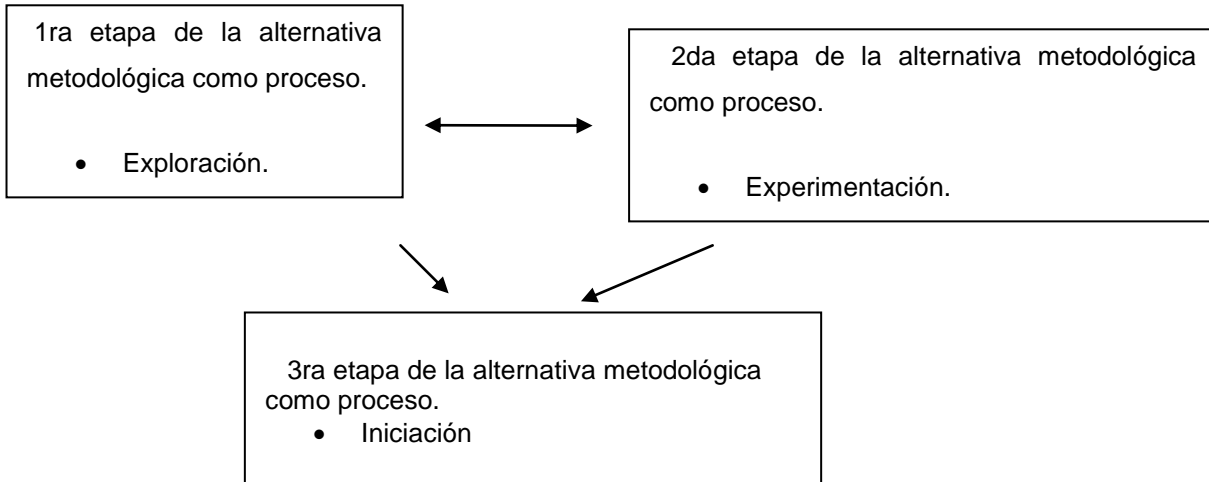 1ra etapa de la alternativa
metodológica como proceso.
• Exploración.
2da etapa de la alternativa metodológica
como proceso.
• Experimentación.
3ra etapa de la alternativa metodológica
como proceso.
• Iniciación